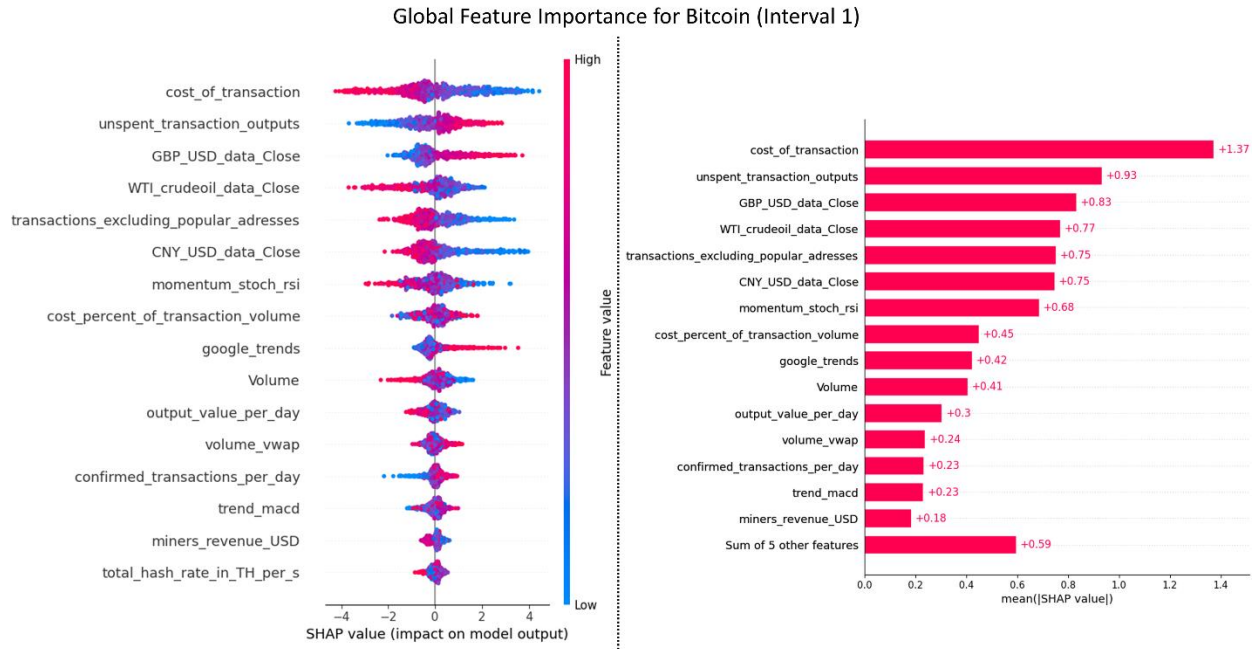 Global Feature Importance for Bitcoin (Interval 1)
cost_of_transaction
unspent_transaction_outputs
GBP_USD_data_Close
WTI_crudeoil_data_Close
transactions_excluding_popular_adresses
CNY_USD_data_Close
momentum_stoch_rsi
cost_percent_of_transaction_volume
google_trends
Volume
output_value_per_day
volume_vwap
confirmed_transactions_per_day
trend_macd
miners_revenue_USD
total_hash_rate_in_TH_per_s
−4 −2 0 2 4
SHAP value (impact on model output)
High
Feature value
Low
cost_of_transaction +1.37
unspent_transaction_outputs +0.93
GBP_USD_data_Close +0.83
WTI_crudeoil_data_Close +0.77
transactions_excluding_popular_adresses +0.75
CNY_USD_data_Close +0.75
momentum_stoch_rsi +0.68
cost_percent_of_transaction_volume +0.45
google_trends +0.42
Volume +0.41
output_value_per_day +0.3
volume_vwap +0.24
confirmed_transactions_per_day +0.23
trend_macd +0.23
miners_revenue_USD +0.18
Sum of 5 other features +0.59
0.0 0.2 0.4 0.6 0.8 1.0 1.2 1.4
mean(|SHAP value|)